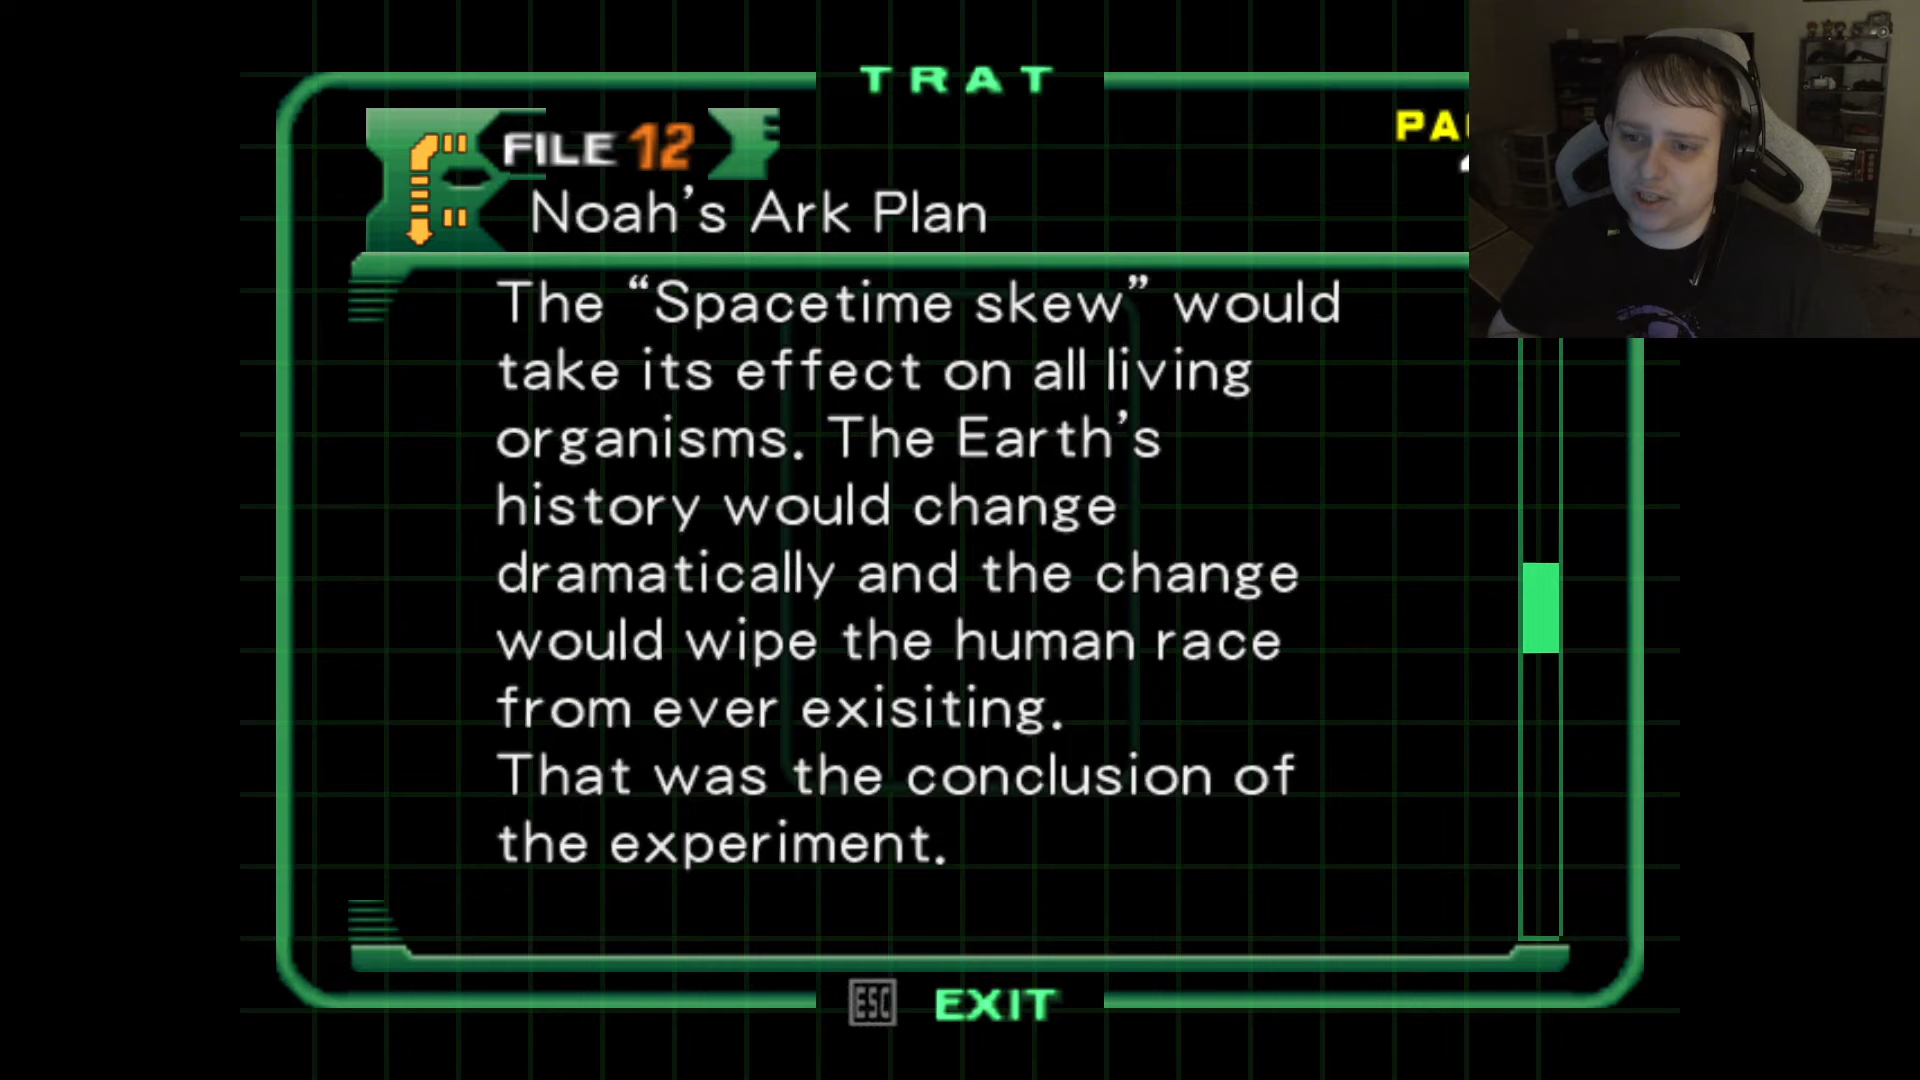 TRAT
FILE 12
Noah's Ark Plan
The “Spacetime skew” would
take its effect on all living
organisms. The Earth's
history would change
dramatically and the change
would wipe the human race
from ever exisiting.
That was the conclusion of
the experiment.
ESC EXIT